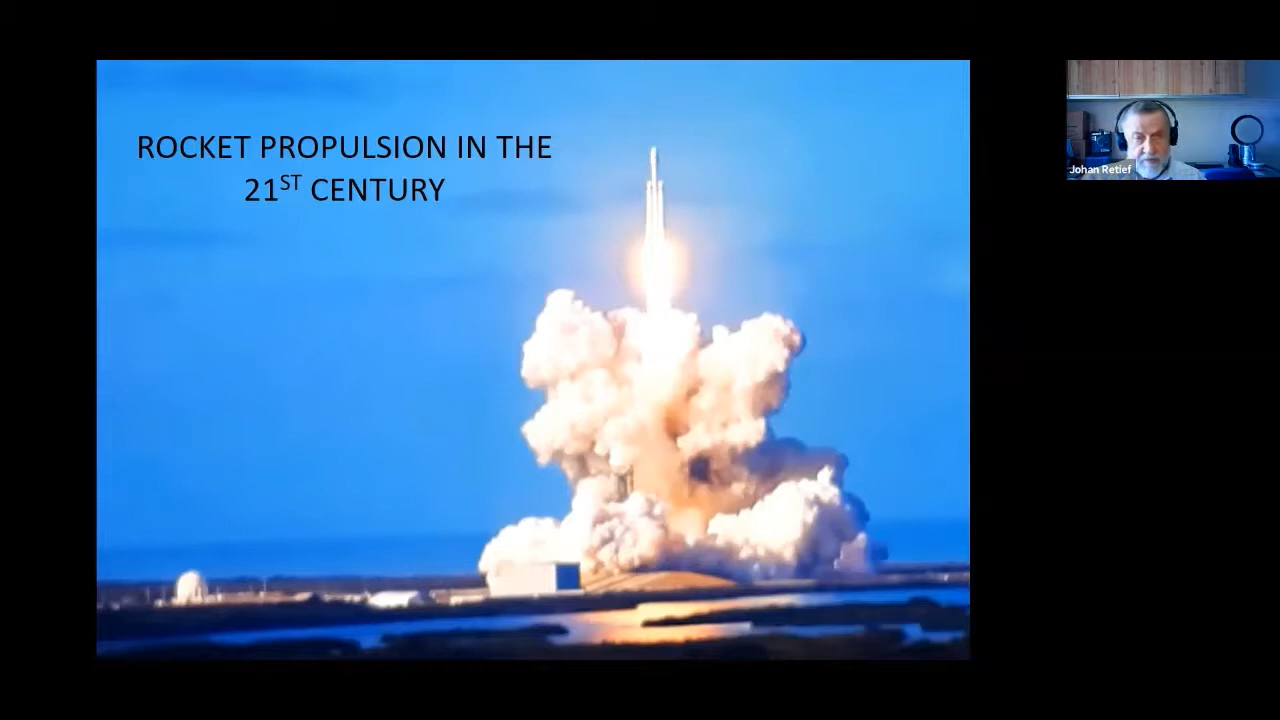 ROCKET PROPULSION IN THE
21ST CENTURY
Johan Retief